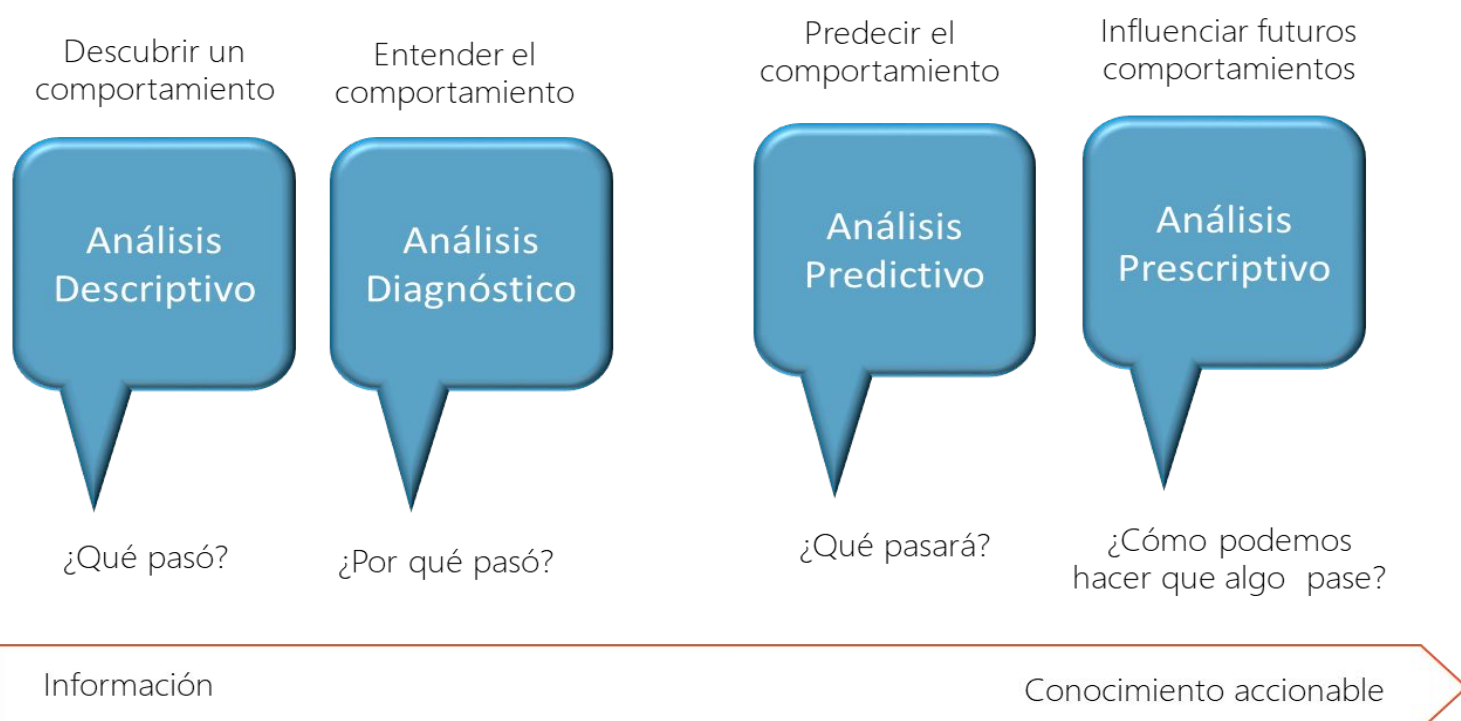 Descubrir un
comportamiento
Análisis
Descriptivo
¿Qué pasó?
Entender el
comportamiento
Análisis
Diagnóstico
¿Por qué pasó?
Predecir el
comportamiento
Análisis
Predictivo
¿Qué pasará?
Influenciar futuros
comportamientos
Análisis
Prescriptivo
¿Cómo podemos
hacer que algo pase?
Información
Conocimiento accionable